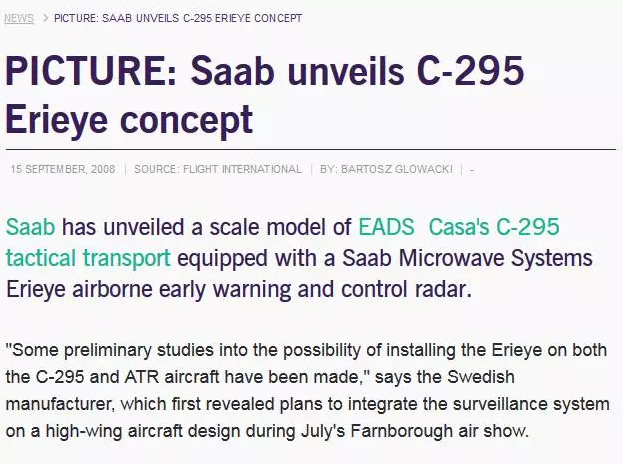 NEWS > PICTURE: SAAB UNVEILS C-295 ERIEYE CONCEPT
PICTURE: Saab unveils C-295
Erieye concept
15 SEPTEMBER, 2008 | SOURCE: FLIGHT INTERNATIONAL | BY: BARTOSZ GLOWACKI | -
Saab has unveiled a scale model of EADS Casa's C-295
tactical transport equipped with a Saab Microwave Systems
Erieye airborne early warning and control radar.
"Some preliminary studies into the possibility of installing the Erieye on both
the C-295 and ATR aircraft have been made," says the Swedish
manufacturer, which first revealed plans to integrate the surveillance system
on a high-wing aircraft design during July's Farnborough air show.